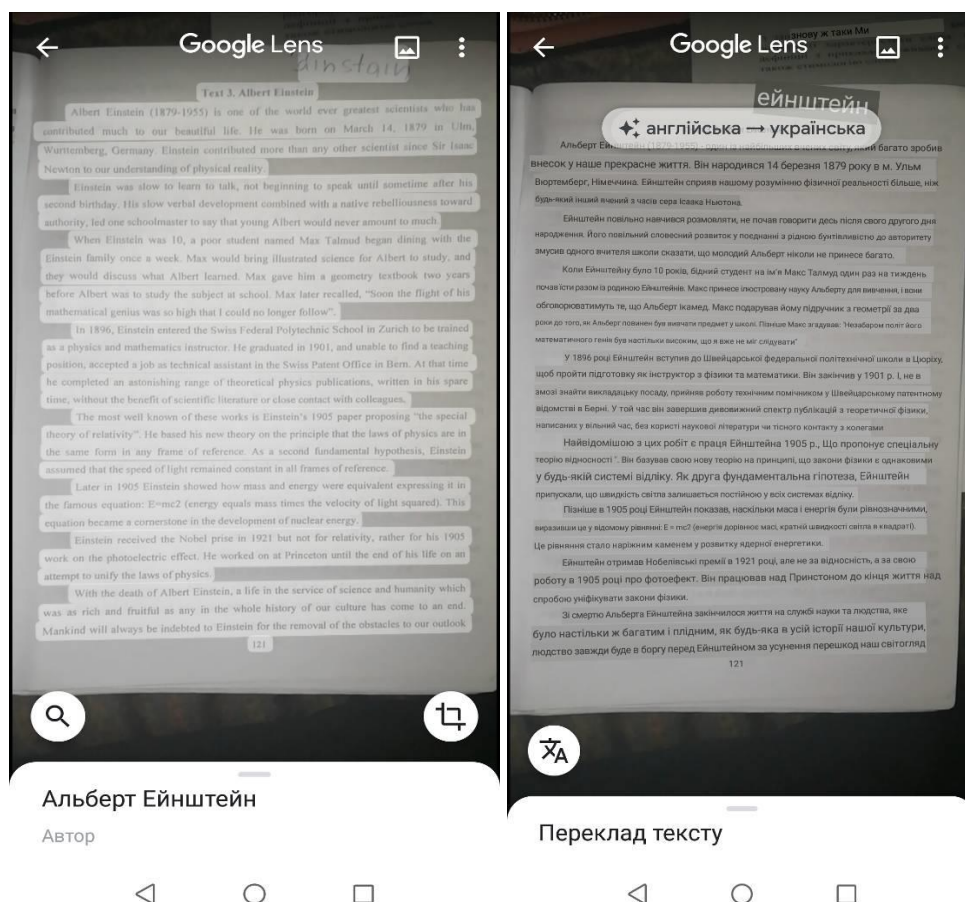 Google Lens
dinstain
Text 3. Albert Einstein
Albert Einstein (1879-1955) is one of the world ever greatest scientists who has
contributed much to our beautiful life. He was born on March 14, 1879 in Ulm,
Wurttemberg, Germany. Einstein contributed more than any other scientist since Sir Isaac
Newton to our understanding of physical reality.
Einstein was slow to learn to talk, not beginning to speak until sometime after his
second birthday. His slow verbal development combined with a native rebelliousness toward
authority, led one schoolmaster to say that young Albert would never amount to much.
When Einstein was 10, a poor student named Max Talmud began dining with the
Einstein family once a week. Max would bring illustrated science for Albert to study, and
they would discuss what Albert learned. Max gave him a geometry textbook two years
before Albert was to study the subject at school. Max later recalled, "Soon the flight of his
mathematical genius was so high that I could no longer follow".
In 1896, Einstein entered the Swiss Federal Polytechnic School in Zurich to be trained
as a physics and mathematics instructor. He graduated in 1901, and unable to find a teaching
position, accepted a job as technical assistant in the Swiss Patent Office in Bern. At that time
he completed an astonishing range of theoretical physics publications, written in his spare
time, without the benefit of scientific literature or close contact with colleagues.
The most well known of these works is Einstein's 1905 paper proposing "the special
theory of relativity". He based his new theory on the principle that the laws of physics are in
the same form in any frame of reference. As a second fundamental hypothesis, Einstein
assumed that the speed of light remained constant in all frames of reference.
Later in 1905 Einstein showed how mass and energy were equivalent expressing it in
the famous equation: E=mc2 (energy equals mass times the velocity of light squared). This
equation became a cornerstone in the development of nuclear energy.
Einstein received the Nobel prise in 1921 but not for relativity, rather for his 1905
work on the photoelectric effect. He worked on at Princeton until the end of his life on an
attempt to unify the laws of physics.
With the death of Albert Einstein, a life in the service of science and humanity which
was as rich and fruitful as any in the whole history of our culture has come to an end.
Mankind will always be indebted to Einstein for the removal of the obstacles to our outlook
121
Альберт Ейнштейн
Автор
Google Lens
знову ж таки Ми
ейнштейн
англійська → українська
Альберт Ейнштейн (1879-1955) - один із найбільших вчених світу, який багато зробив
внесок у наше прекрасне життя. Він народився 14 березня 1879 року в м. Ульм
Вюртемберг, Німеччина. Ейнштейн сприяв нашому розумінню фізичної реальності більше, ніж
будь-який інший вчений з часів сера Ісаака Ньютона.
Ейнштейн повільно навчився розмовляти, не почав говорити десь після свого другого дня
народження. Його повільний словесний розвиток у поєднанні з рідною бунтівливістю до авторитету
змусив одного вчителя школи сказати, що молодий Альберт ніколи не принесе багато.
Коли Ейнштейну було 10 років, бідний студент на ім'я Макс Талмуд один раз на тиждень
почав їсти разом із родиною Ейнштейнів. Макс принесе ілюстровану науку Альберту для вивчення, і вони
обговорюватимуть те, що Альберт ікамед. Макс подарував йому підручник з геометрії за два
роки до того, як Альберт повинен був вивчати предмет у школі. Пізніше Макс згадував: "Незабаром політ його
математичного генія був настільки високим, що я вже не міг слідувати"
У 1896 році Ейнштейн вступив до Швейцарської федеральної політехнічної школи в Цюріху,
щоб пройти підготовку як інструктор з фізики та математики. Він закінчив у 1901 р. І, не в
змозі знайти викладацьку посаду, прийняв роботу технічним помічником у Швейцарському патентному
відомстві в Берні. У той час він завершив дивовижний спектр публікацій з теоретичної фізики,
написаних у вільний час, без користі наукової літератури чи тісного контакту з колегами
Найвідомішою з цих робіт є праця Ейнштейна 1905 р., Що пропонує спеціальну
теорію відносності ". Він базував свою нову теорію на принципі, що закони фізики є однаковими
у будь-якій системі відліку. Як друга фундаментальна гіпотеза, Ейнштейн
припускали, що швидкість світла залишається постійною у всіх системах відліку.
Пізніше в 1905 році Ейнштейн показав, наскільки маса і енергія були рівнозначними,
виразивши це у відомому рівнянні: E = mc2 (енергія дорівнює масі, кратній швидкості світла в квадраті).
Це рівняння стало наріжним каменем у розвитку ядерної енергетики.
Ейнштейн отримав Нобелівські премії в 1921 році, але не за відносність, а за свою
роботу в 1905 році про фотоефект. Він працював над Принстоном до кінця життя над
спробою уніфікувати закони фізики.
Зі смертю Альберта Ейнштейна закінчилося життя на службі науки та людства, яке
було настільки ж багатим і плідним, як будь-яка в усій історії нашої культури,
людство завжди буде в боргу перед Ейнштейном за усунення перешкод наш світогляд
121
Переклад тексту